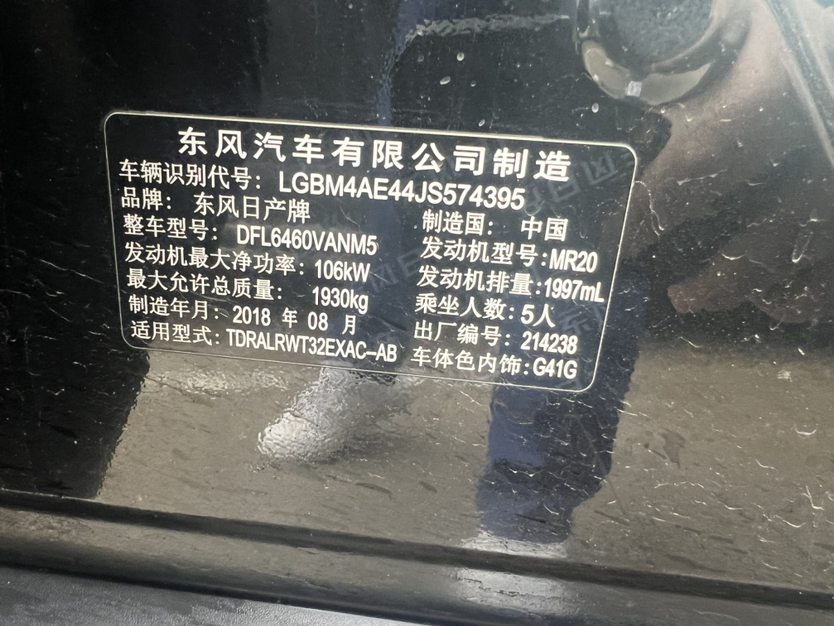 东风汽车有限公司制造
车辆识别代号：LGBM4AE44JS574395
品牌：东风日产牌 制造国：中国
整车型号：DFL6460VANM5 发动机型号：MR20
发动机最大净功率：106kW 发动机排量：1997mL
最大允许总质量：1930kg 乘坐人数：5人
制造年月：2018 年 08 月 出厂编号：214238
适用型式：TDRALRWT32EXAC-AB 车体色内饰：G41G